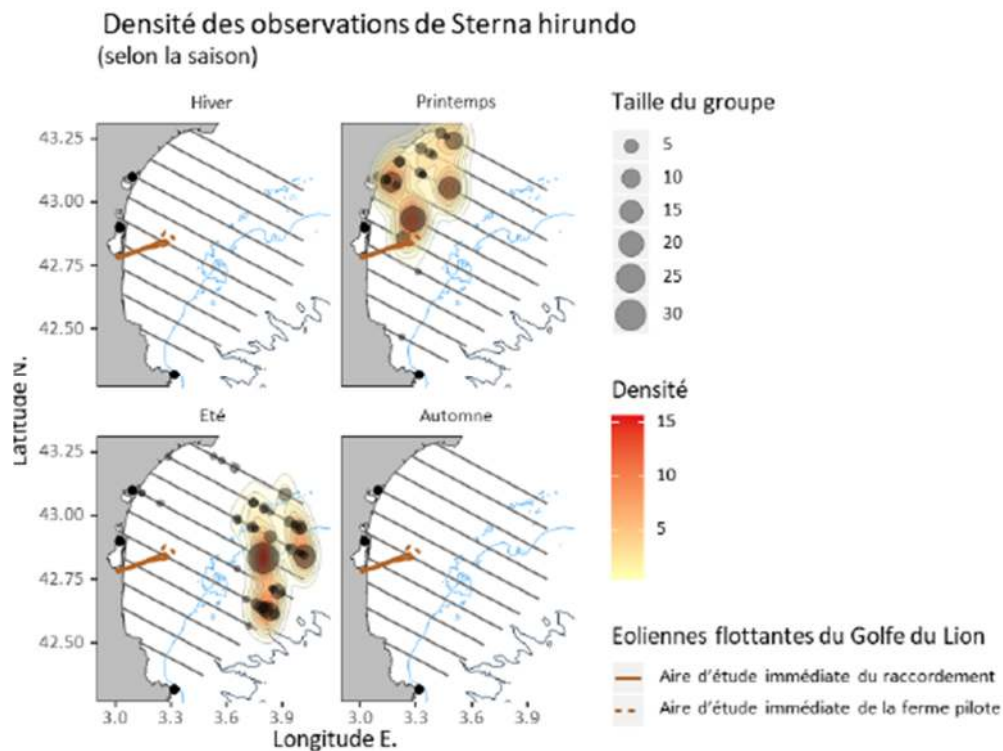 Densité des observations de Sterna hirundo
(selon la saison)
Hiver
Printemps
43.25
43.00
42.75
42.50
Eté
Automne
43.25
43.00
42.75
42.50
3.0 3.3 3.6 3.9 3.0 3.3 3.6 3.9
Latitude N.
Longitude E.
Taille du groupe
5
10
15
20
25
30
Densité
15
10
5
Eoliennes flottantes du Golfe du Lion
Aire d'étude immédiate du raccordement
Aire d'étude immédiate de la ferme pilote